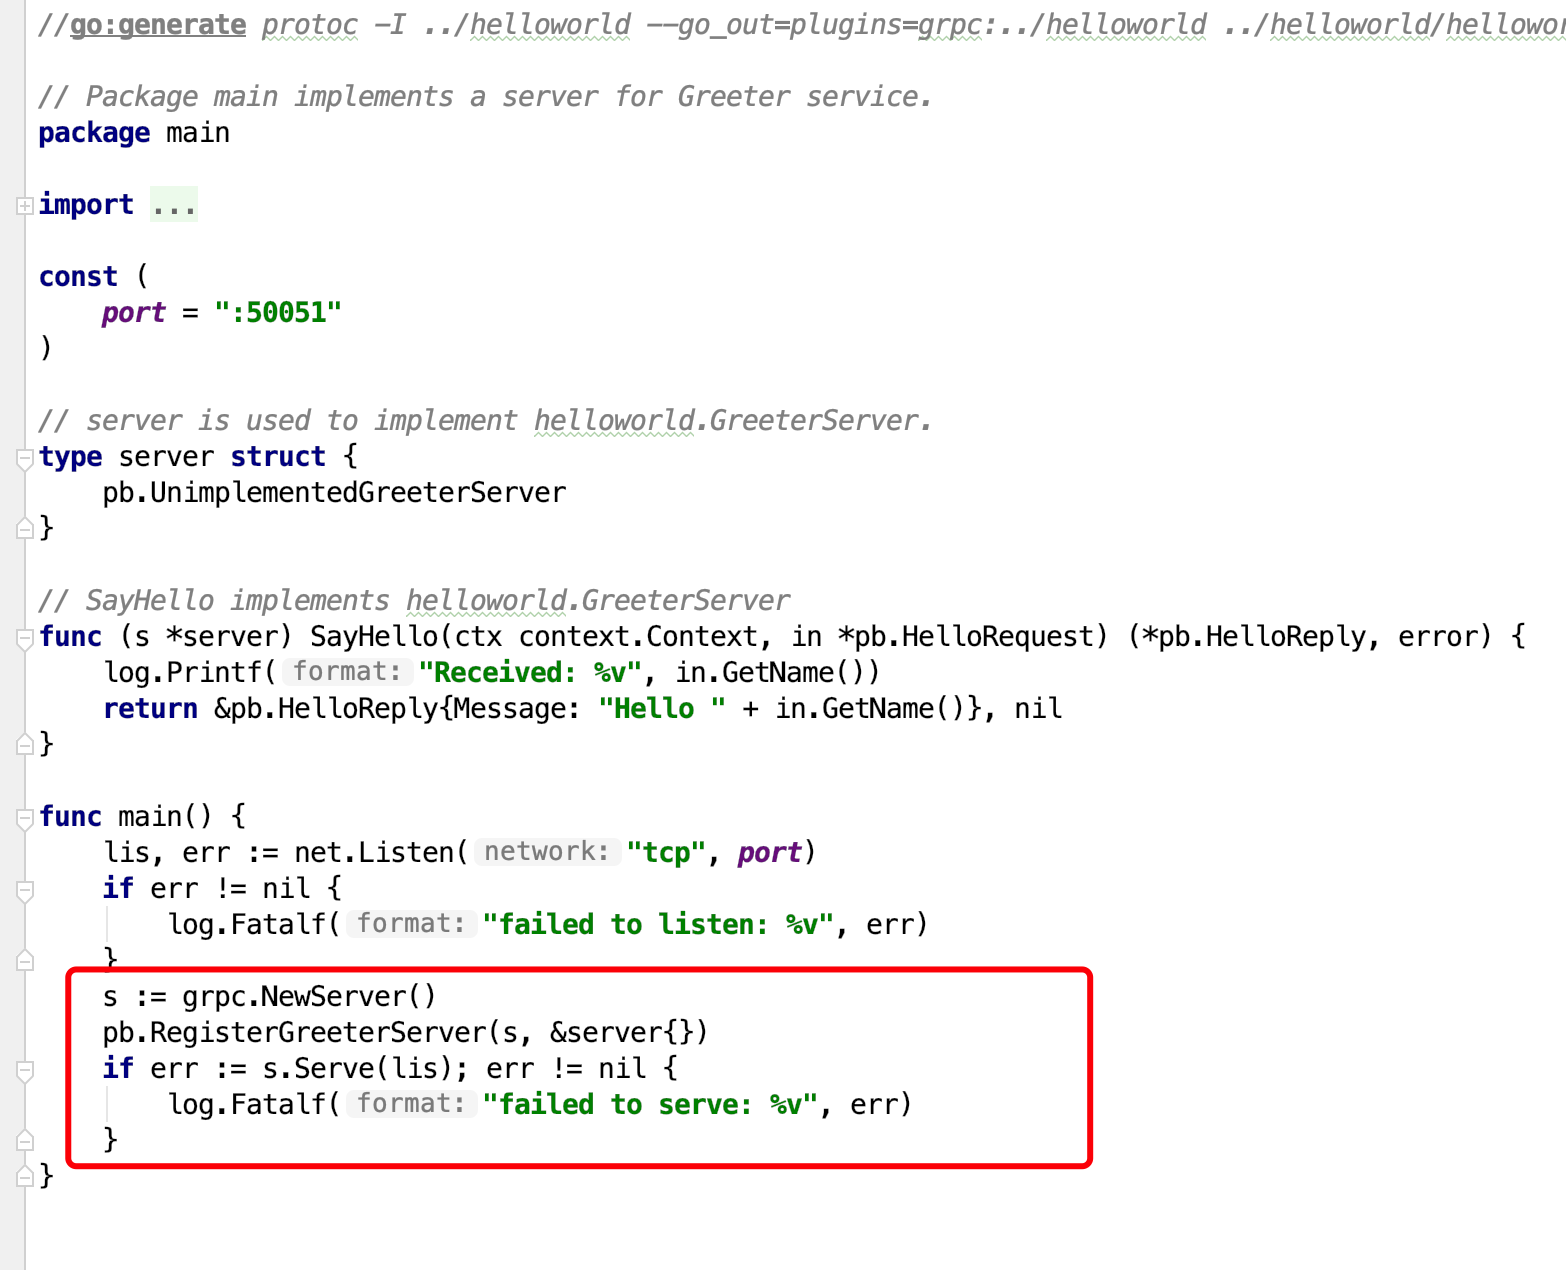 //go:generate protoc -I ../helloworld --go_out=plugins=grpc:../helloworld ../helloworld/
// Package main implements a server for Greeter service.
package main
import ...
const (
port = ":50051"
)
// server is used to implement helloworld.GreeterServer.
type server struct {
pb.UnimplementedGreeterServer
}
// SayHello implements helloworld.GreeterServer
func (s *server) SayHello(ctx context.Context, in *pb.HelloRequest) (*pb.HelloReply, error) {
log.Printf( format: "Received: %v", in.GetName())
return &pb.HelloReply{Message: "Hello " + in.GetName()}, nil
}
func main() {
lis, err := net.Listen( network: "tcp", port)
if err != nil {
log.Fatalf( format: "failed to listen: %v", err)
}
s := grpc.NewServer()
pb.RegisterGreeterServer(s, &server{})
if err := s.Serve(lis); err != nil {
log.Fatalf( format: "failed to serve: %v", err)
}
}